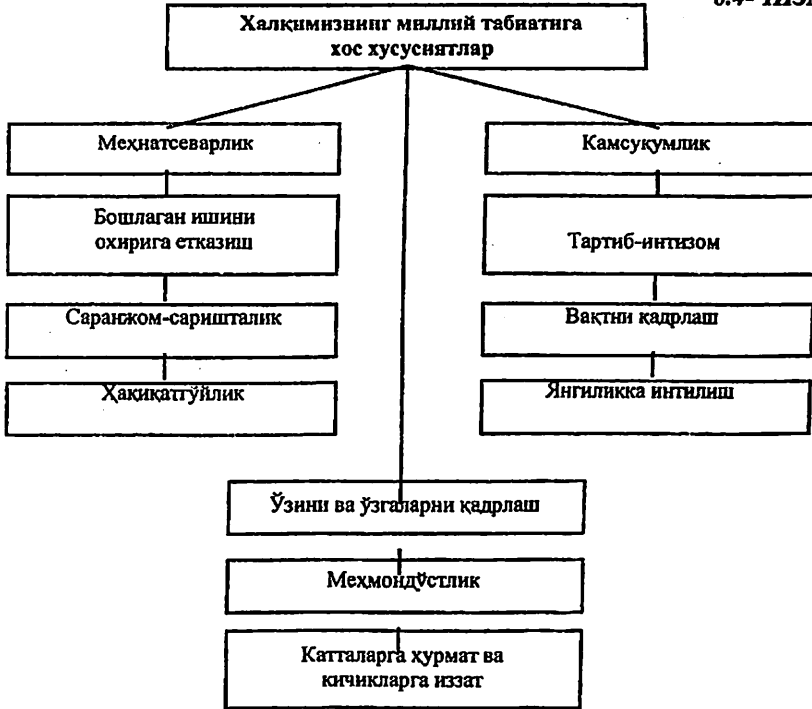 Халқимизнинг миллий табиатига
хос хусусиятлар
Меҳнатсеварлик
Бошлаган ишини
охирига етказиш
Саранжом-саришталик
Ҳақиқатгўйлик
Камсуқумлик
Тартиб-интизом
Вақтни қадрлаш
Янгиликка интилиш
Ўзини ва ўзгаларни қадрлаш
Меҳмондўстлик
Катталарга ҳурмат ва
кичикларга иззат